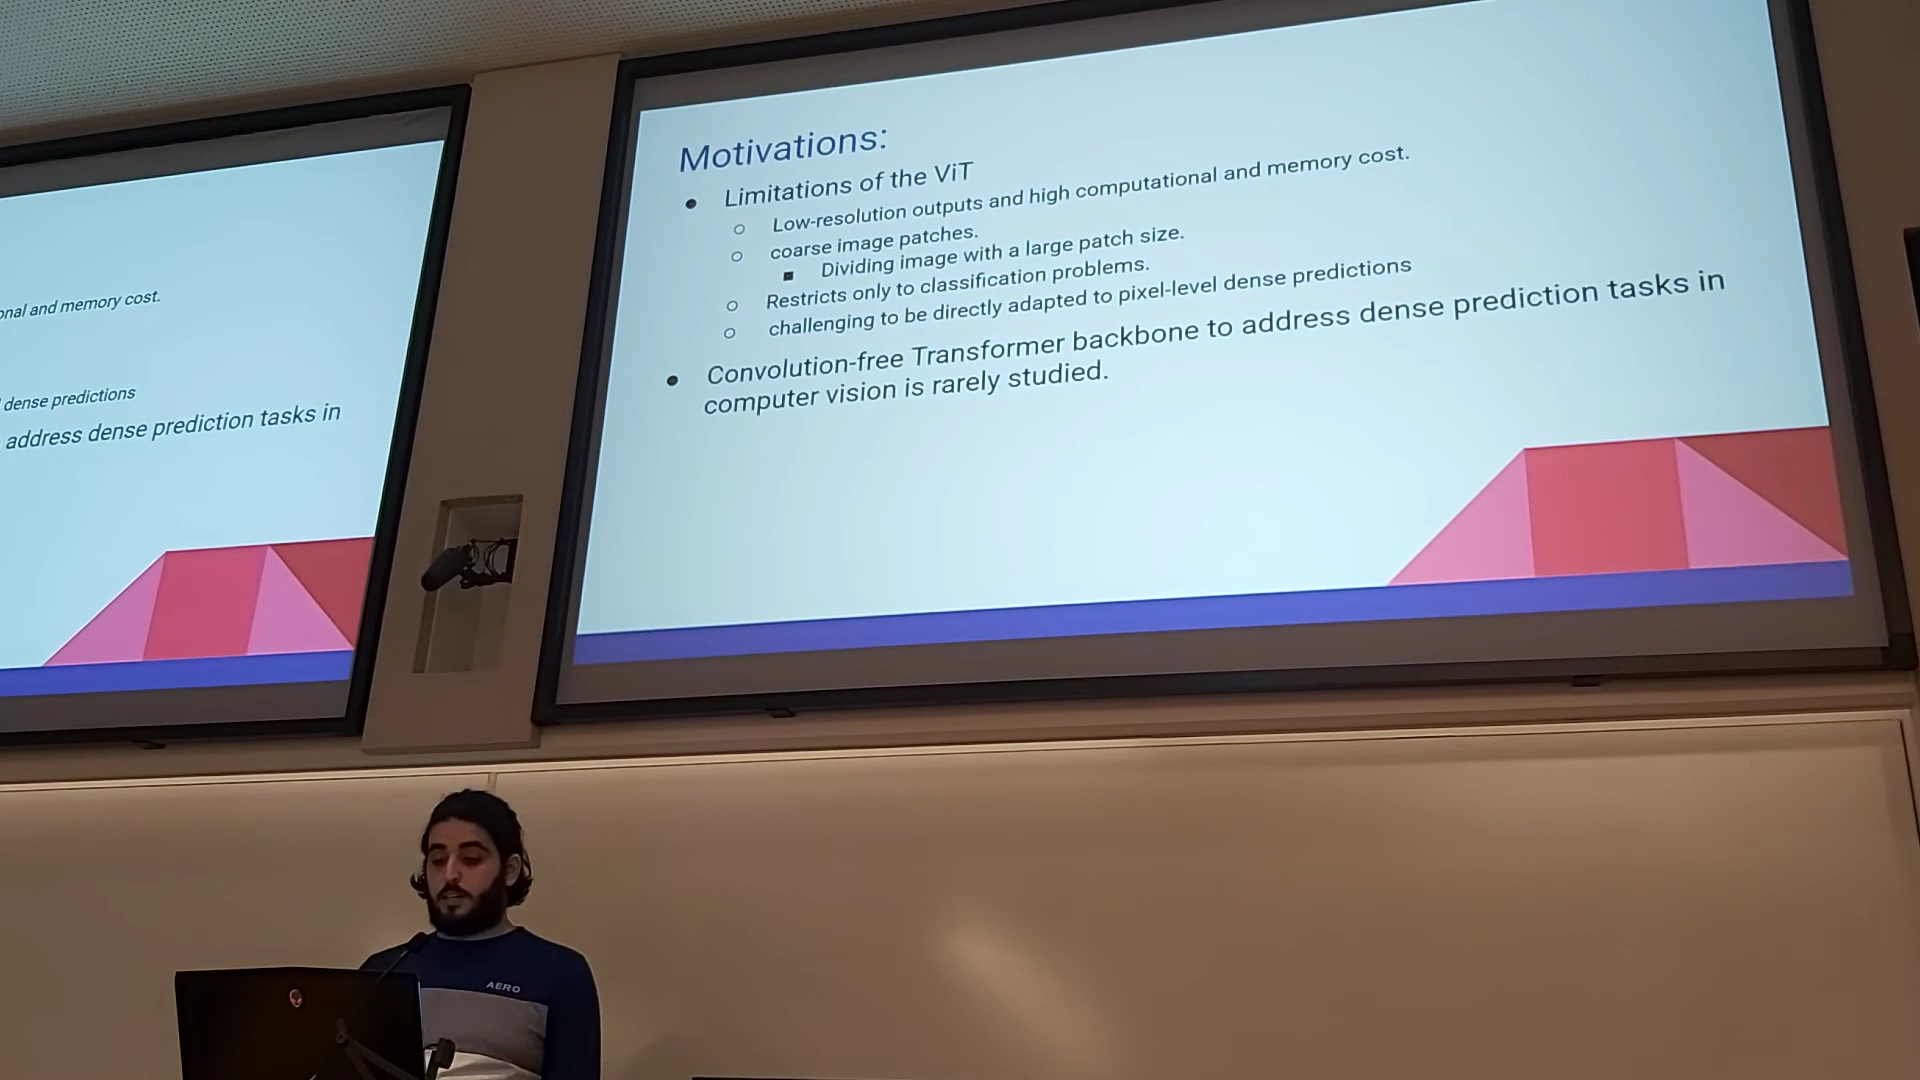 onal and memory cost.
dense predictions
address dense prediction tasks in
Motivations:
● Limitations of the ViT
○ Low-resolution outputs and high computational and memory cost.
○ coarse image patches.
■ Dividing image with a large patch size.
○ Restricts only to classification problems.
○ challenging to be directly adapted to pixel-level dense predictions
● Convolution-free Transformer backbone to address dense prediction tasks in
computer vision is rarely studied.
AERO